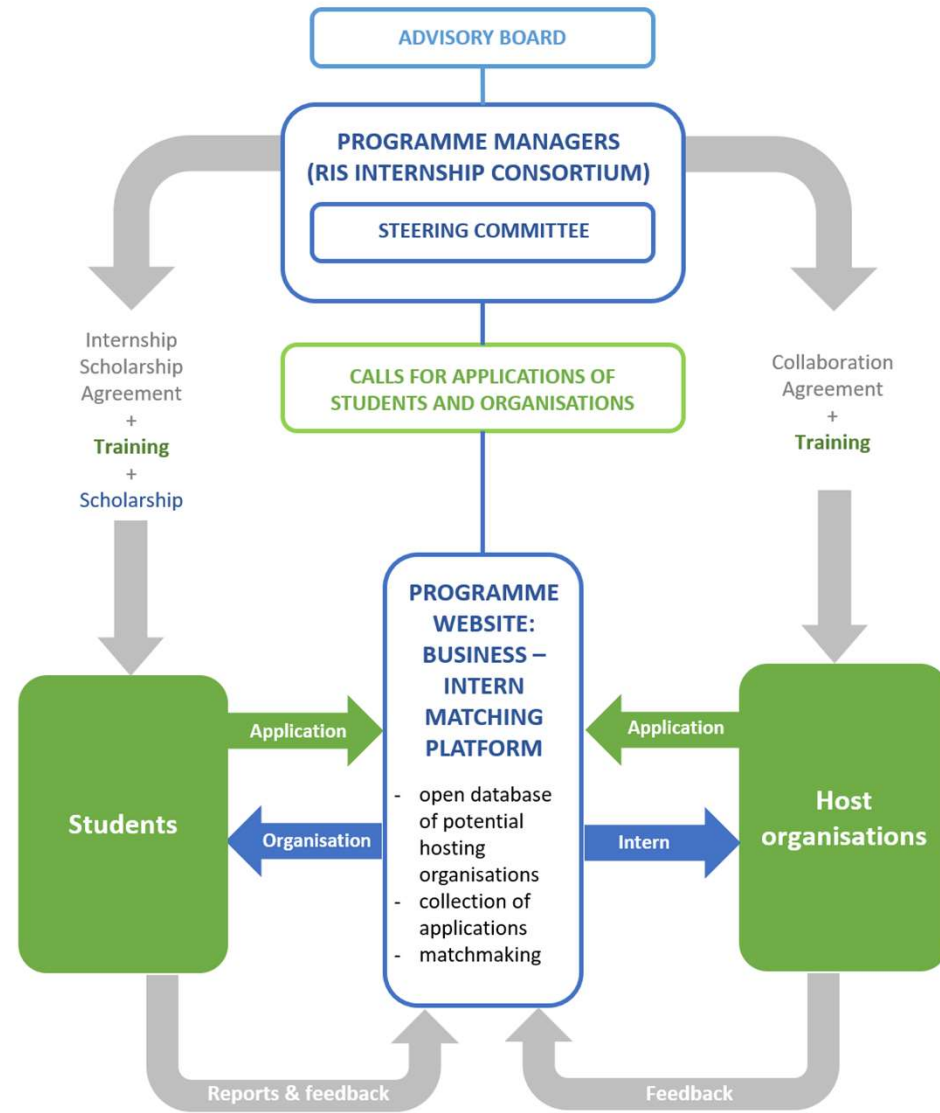 ADVISORY BOARD
PROGRAMME MANAGERS
(RIS INTERNSHIP CONSORTIUM)
STEERING COMMITTEE
Internship
Scholarship
Agreement
+
Training
+
Scholarship
CALLS FOR APPLICATIONS OF
STUDENTS AND ORGANISATIONS
Collaboration
Agreement
+
Training
Students
Application
Organisation
PROGRAMME
WEBSITE:
BUSINESS –
INTERN
MATCHING
PLATFORM
- open database
of potential
hosting
organisations
- collection of
applications
- matchmaking
Application
Intern
Host
organisations
Reports & feedback
Feedback